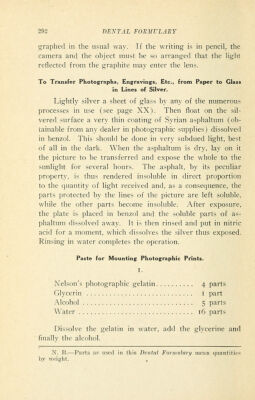 292 DENTAL FORMULARY
graphed in the usual way. If the writing is in pencil, the
camera and the object must be so arranged that the light
reflected from the graphite may enter the lens.
To Transfer Photographs, Engravings, Etc., from Paper to Glass
in Lines of Silver.
Lightly silver a sheet of glass by any of the numerous
processes in use (see page XX). Then float on the sil-
vered surface a very thin coating of Syrian asphaltum (ob-
tainable from any dealer in photographic supplies) dissolved
in benzol. This should be done in very subdued light, best
of all in the dark. When the asphaltum is dry, lay on it
the picture to be transferred and expose the whole to the
sunlight for several hours. The asphalt, by its peculiar
property, is thus rendered insoluble in direct proportion
to the quantity of light received and, as a consequence, the
parts protected by the lines of the picture are left soluble,
while the other parts become insoluble. After exposure,
the plate is placed in benzol and the soluble parts of as-
phaltum dissolved away. It is then rinsed and put in nitric
acid for a moment, which dissolves the silver thus exposed.
Rinsing in water completes the operation.
Paste for Mounting Photographic Prints.
I.
Nelson's photographic gelatin.......... 4 parts
Glycerin ............................ 1 part
Alcohol ............................. 5 parts
Water ............................... 16 parts
Dissolve the gelatin in water, add the glycerine and
finally the alcohol.
N. B.—Parts as used in this Dental Formulary mean quantities
by weight.